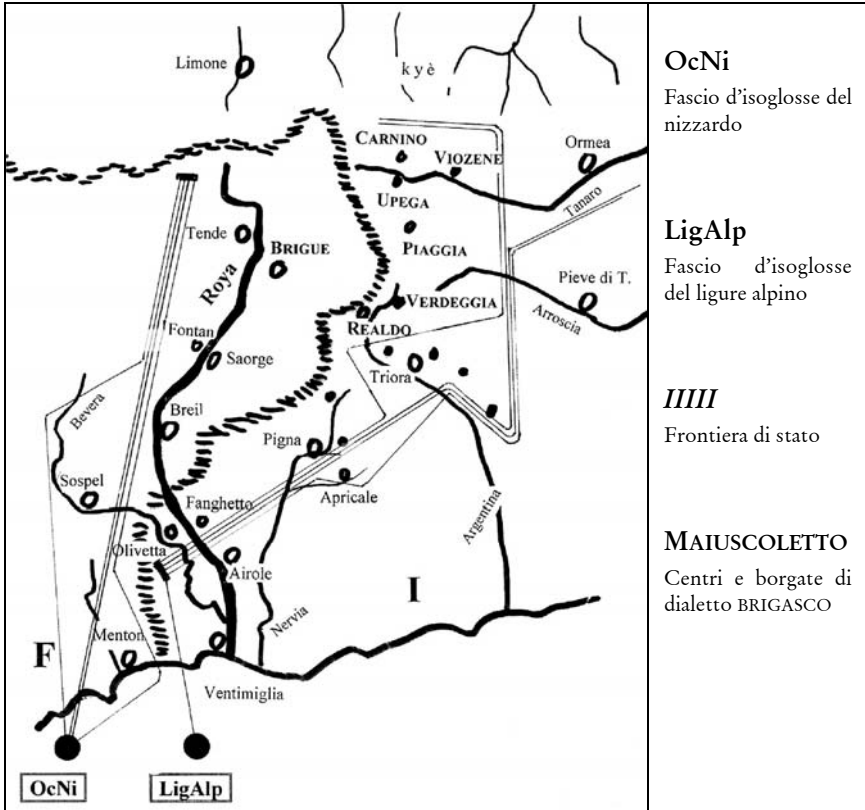 Limone
kyè
CARNINO
VIOZENE
Ormea
UPEGA
Tanaro
Tende
BRIGUE
PIAGGIA
Roya
Pieve di T.
VERDEGGIA
Arroscia
REALDO
Fontan
Saorge
Triora
Bevera
Breil
Pigna
Sospel
Fanghetto
Apricale
Argentina
Olivetta
Airole
I
Nervia
Menton
F
Ventimiglia
OcNi
LigAlp
OcNi
Fascio d'isoglosse del
nizzardo
LigAlp
Fascio d'isoglosse
del ligure alpino
IIIII
Frontiera di stato
MAIUSCOLETTO
Centri e borgate di
dialetto BRIGASCO